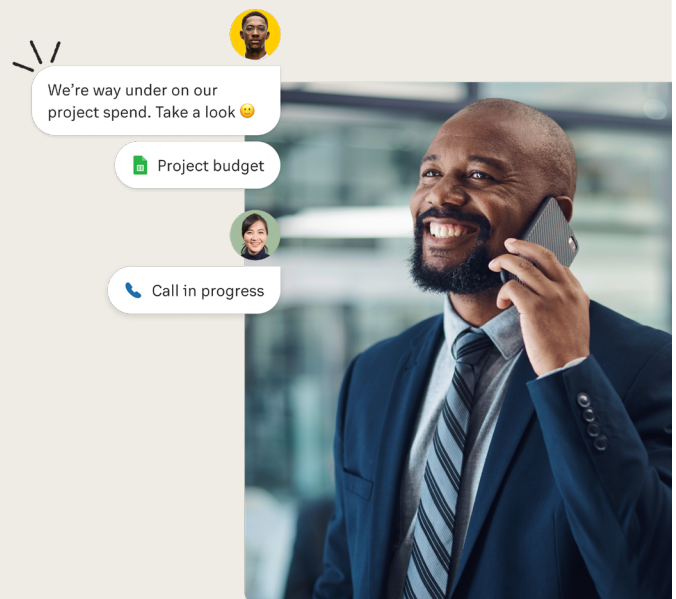 We’re way under on our
project spend. Take a look 🙂
Project budget
Call in progress